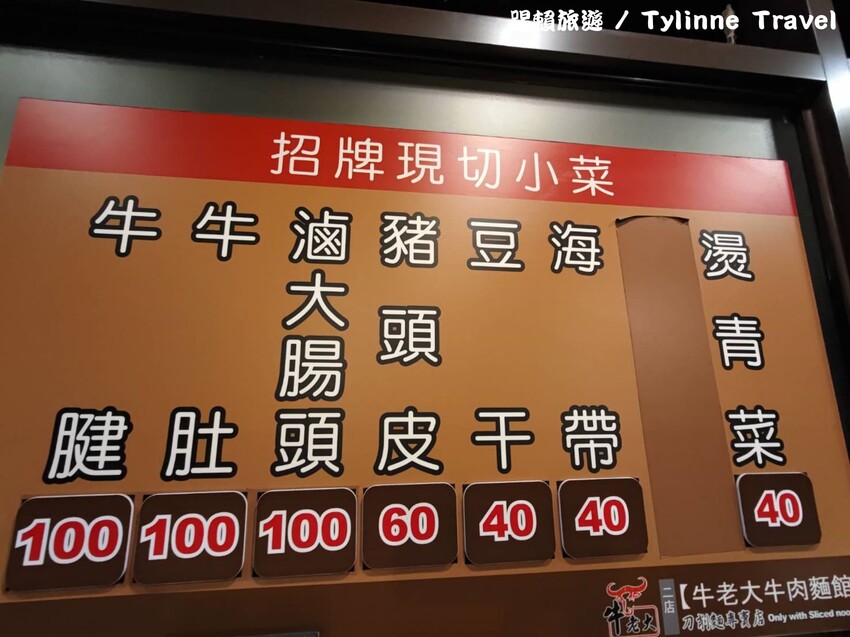 跟賴旅遊 / Tylinne Travel
招牌現切小菜
牛腱
100
牛肚
100
滷大腸頭
100
豬頭皮
60
豆干
40
海帶
40
燙青菜
40
牛老大
二店
【牛老大牛肉麵館
刀削麵專賣店 Only with Sliced noo